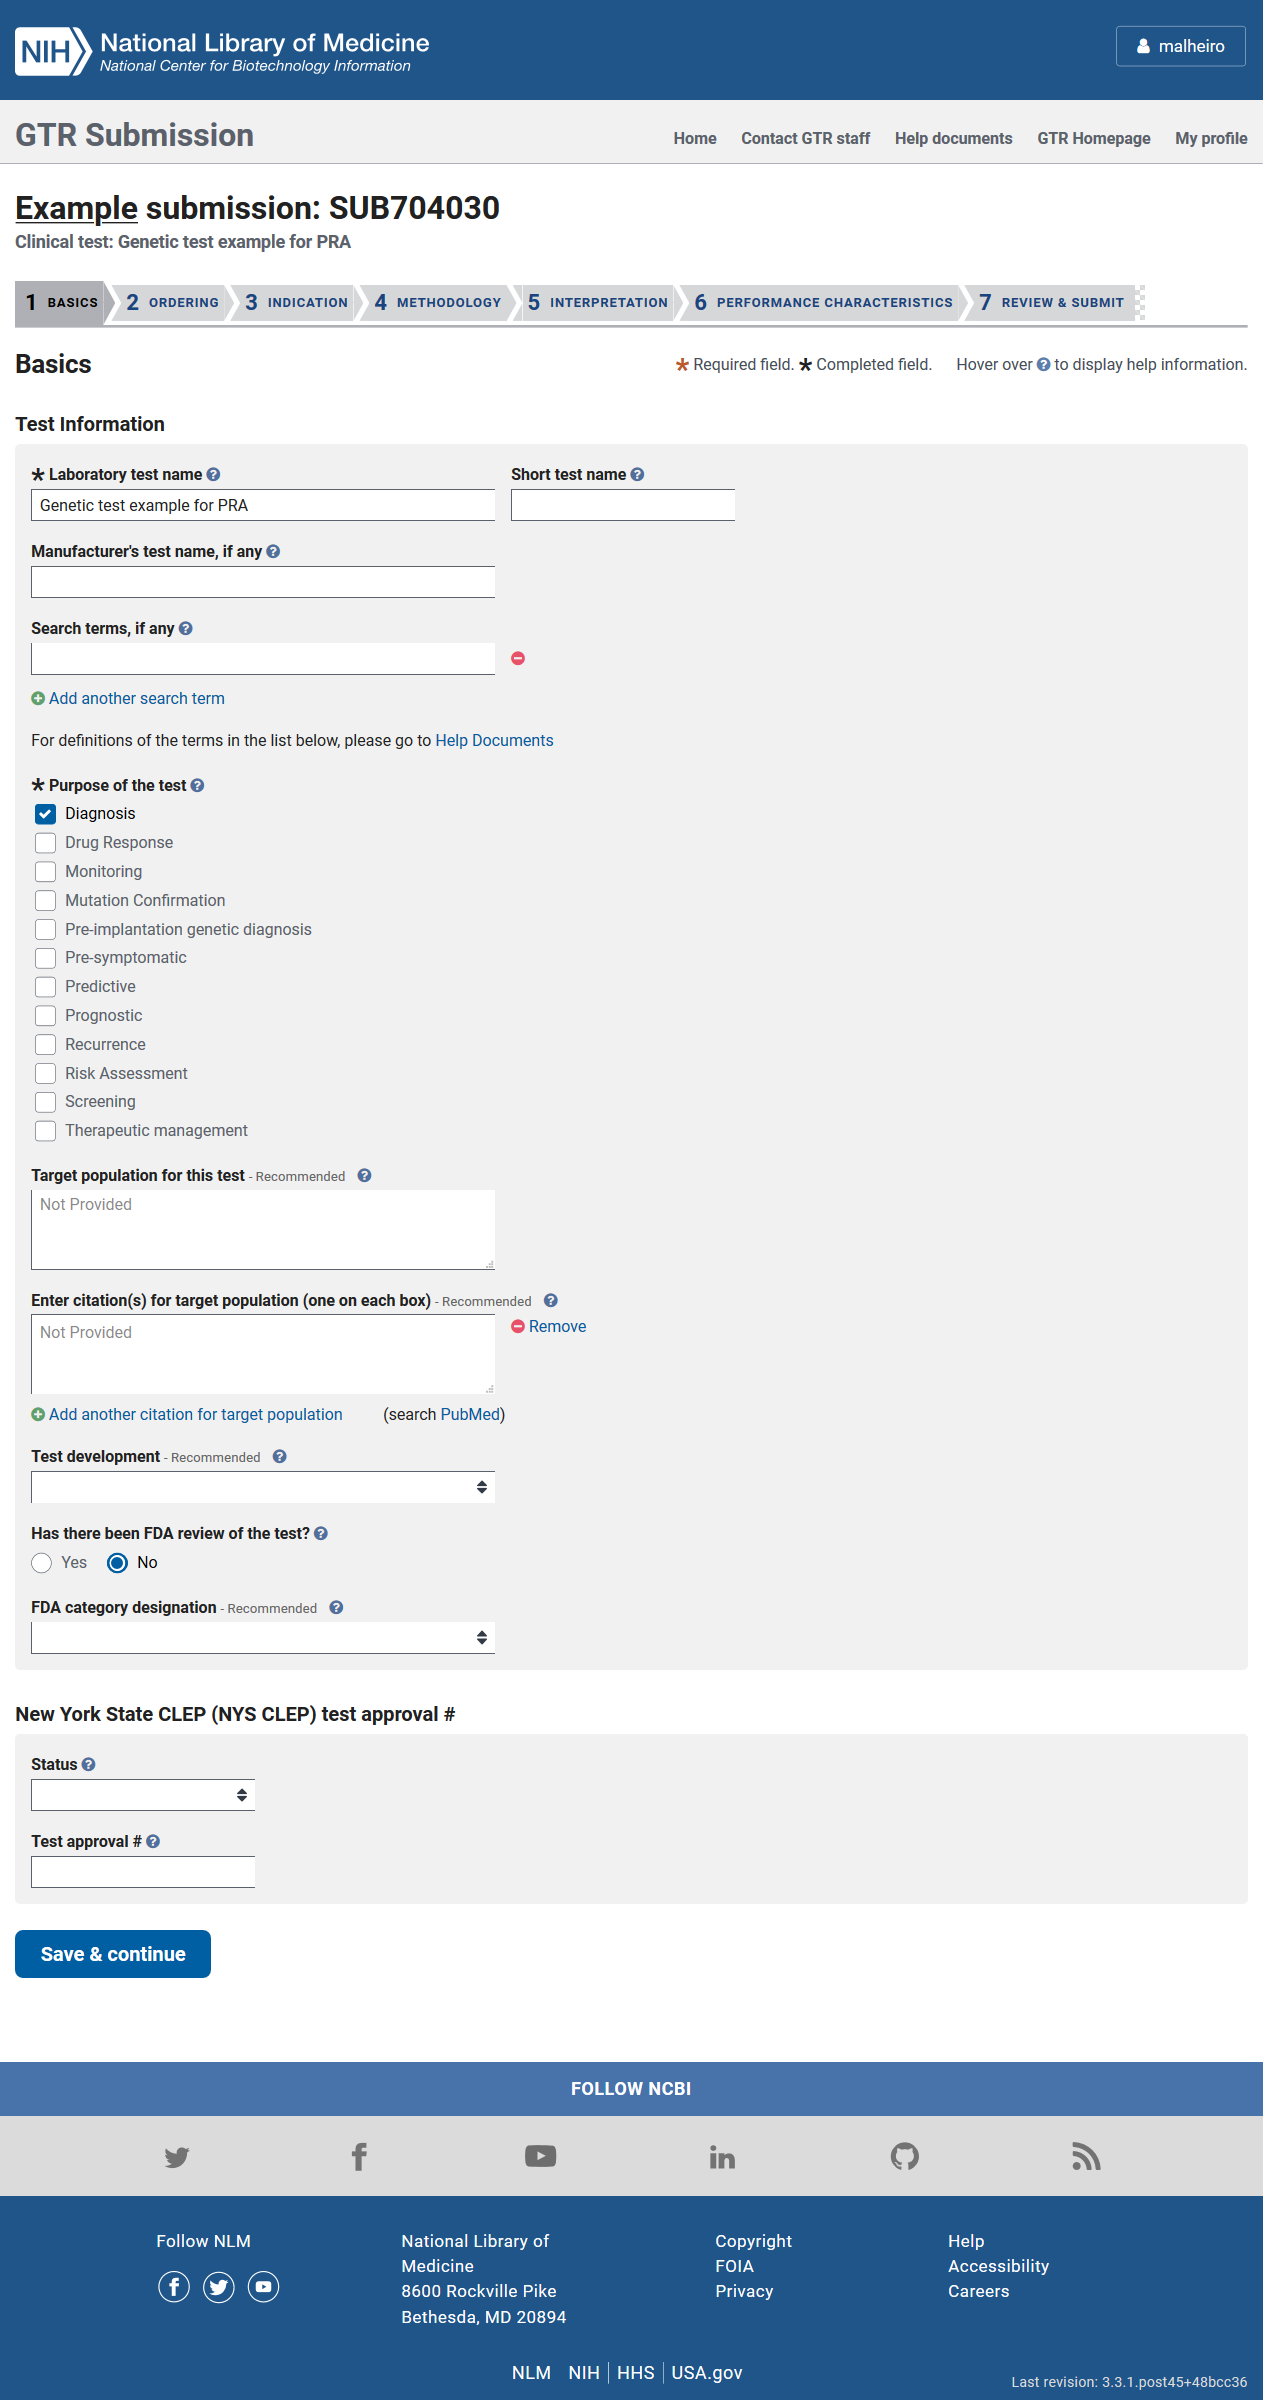 NIH National Library of Medicine
National Center for Biotechnology Information
malheiro
GTR Submission
Home Contact GTR staff Help documents GTR Homepage My profile
Example submission: SUB704030
Clinical test: Genetic test example for PRA
1 BASICS 2 ORDERING 3 INDICATION 4 METHODOLOGY 5 INTERPRETATION 6 PERFORMANCE CHARACTERISTICS 7 REVIEW & SUBMIT
Basics
* Required field. * Completed field. Hover over ? to display help information.
Test Information
* Laboratory test name ? Short test name ?
Genetic test example for PRA
Manufacturer's test name, if any ?
Search terms, if any ?
Add another search term
For definitions of the terms in the list below, please go to Help Documents
* Purpose of the test ?
Diagnosis
Drug Response
Monitoring
Mutation Confirmation
Pre-implantation genetic diagnosis
Pre-symptomatic
Predictive
Prognostic
Recurrence
Risk Assessment
Screening
Therapeutic management
Target population for this test - Recommended ?
Not Provided
Enter citation(s) for target population (one on each box) - Recommended ?
Not Provided
Remove
Add another citation for target population (search PubMed)
Test development - Recommended ?
Has there been FDA review of the test? ?
Yes No
FDA category designation - Recommended ?
New York State CLEP (NYS CLEP) test approval #
Status ?
Test approval # ?
Save & continue
FOLLOW NCBI
Follow NLM
National Library of
Medicine
8600 Rockville Pike
Bethesda, MD 20894
Copyright
FOIA
Privacy
Help
Accessibility
Careers
NLM NIH HHS USA.gov
Last revision: 3.3.1.post45+48bcc36